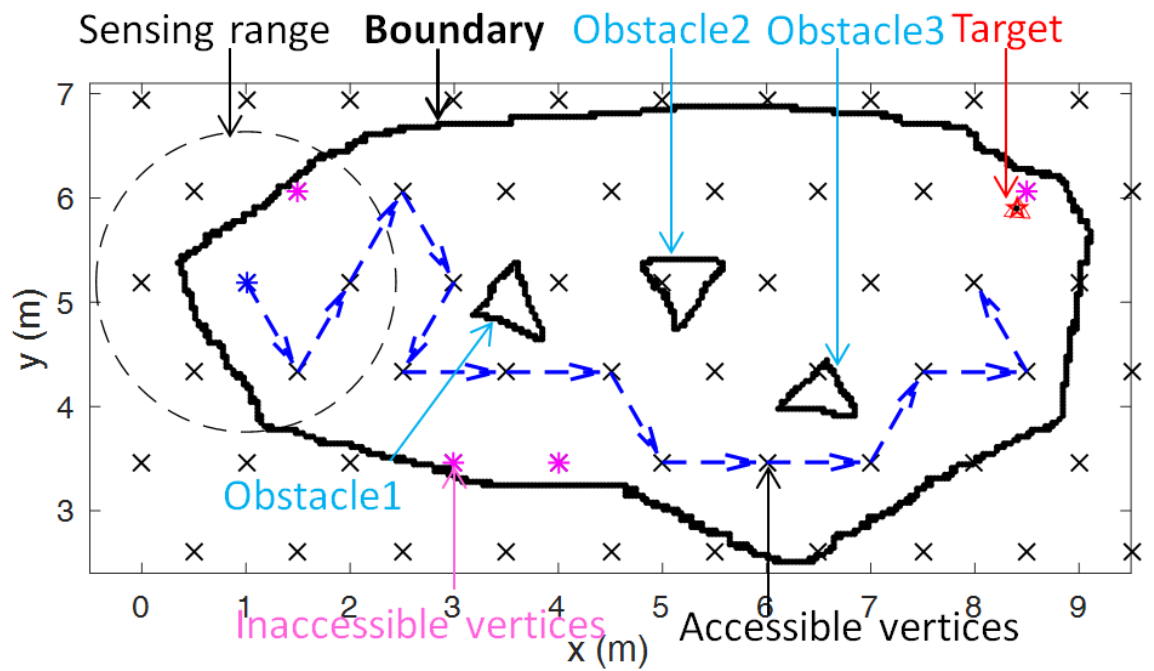 Sensing range Boundary Obstacle2 Obstacle3 Target
7
6
5
4
3
y (m)
Obstacle1
0 1 2 3 4 5 6 7 8 9
Inaccessible vertices Accessible vertices
x (m)